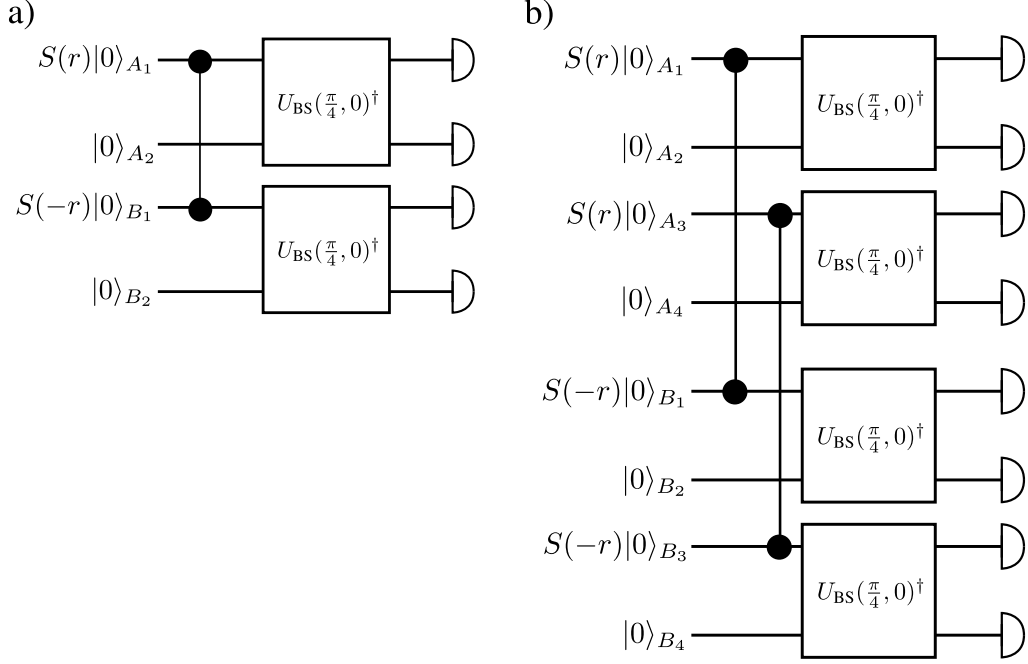 a)
S(r)|0⟩_{A_1}
U_{BS}(π/4, 0)^†
|0⟩_{A_2}
S(−r)|0⟩_{B_1}
U_{BS}(π/4, 0)^†
|0⟩_{B_2}
b)
S(r)|0⟩_{A_1}
U_{BS}(π/4, 0)^†
|0⟩_{A_2}
S(r)|0⟩_{A_3}
U_{BS}(π/4, 0)^†
|0⟩_{A_4}
S(−r)|0⟩_{B_1}
U_{BS}(π/4, 0)^†
|0⟩_{B_2}
S(−r)|0⟩_{B_3}
U_{BS}(π/4, 0)^†
|0⟩_{B_4}